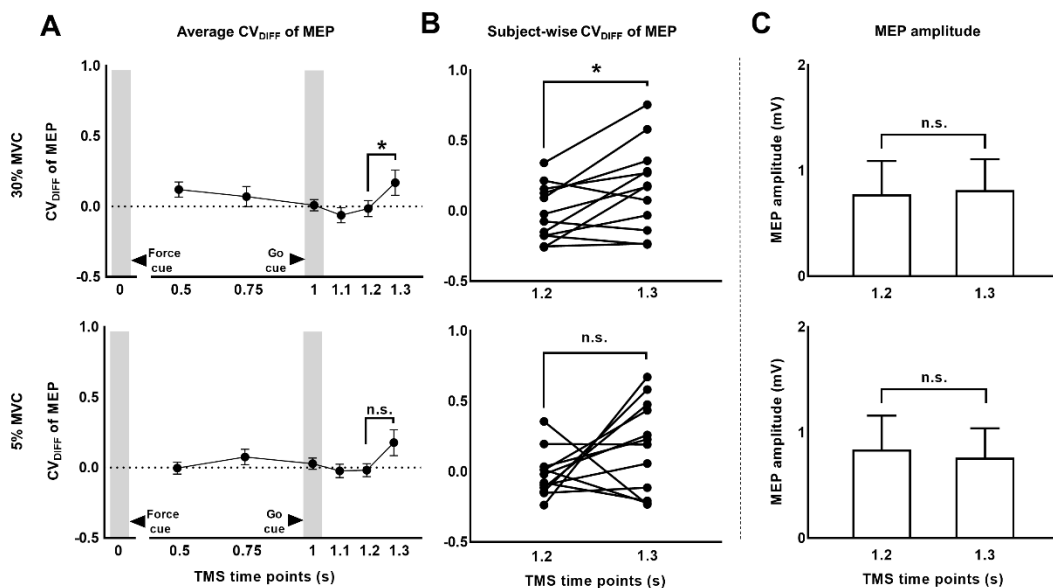 A
Average CVDIFF of MEP
B
Subject-wise CVDIFF of MEP
C
MEP amplitude
30% MVC
CVDIFF of MEP
1.0
0.5
0.0
-0.5
*
Force
cue
Go
cue
0
0.5
0.75
1
1.1
1.2
1.3
1.0
0.5
0.0
-0.5
*
1.2
1.3
MEP amplitude (mV)
2
1
0
n.s.
1.2
1.3
5% MVC
CVDIFF of MEP
1.0
0.5
0.0
-0.5
n.s.
Force
cue
Go
cue
0
0.5
0.75
1
1.1
1.2
1.3
TMS time points (s)
1.0
0.5
0.0
-0.5
n.s.
1.2
1.3
TMS time points (s)
MEP amplitude (mV)
2
1
0
n.s.
1.2
1.3
TMS time points (s)